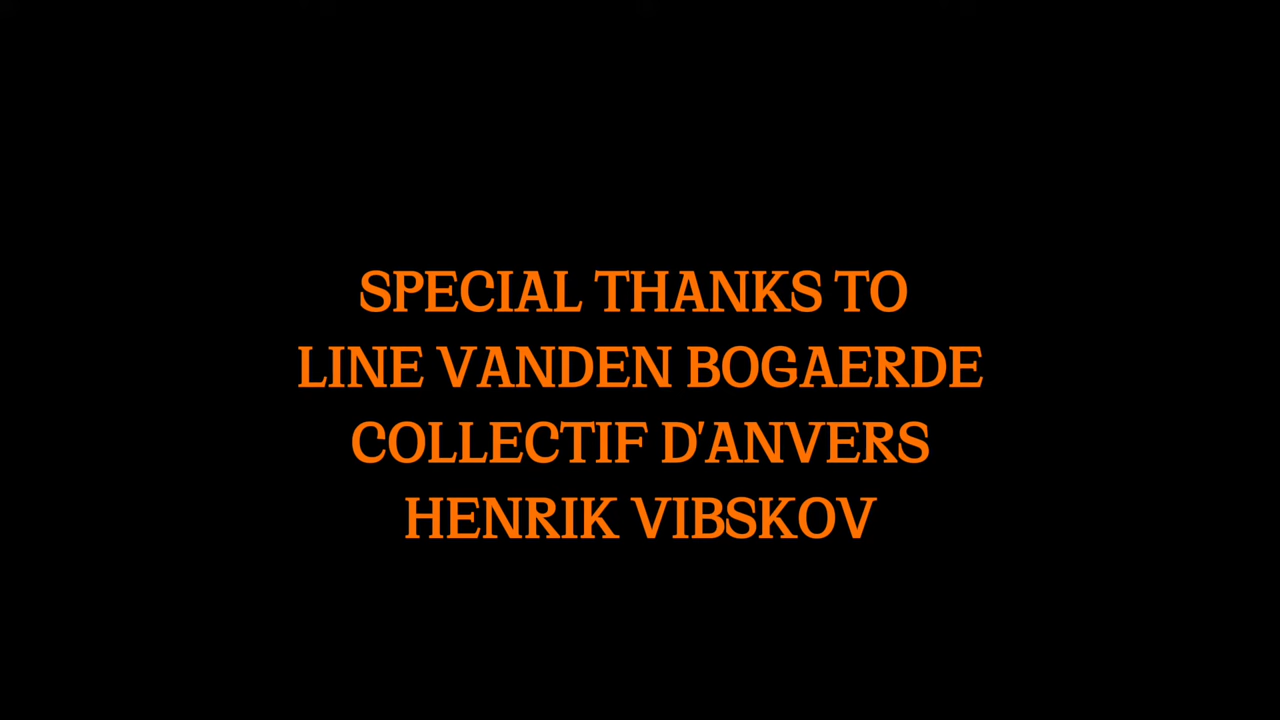 SPECIAL THANKS TO
LINE VANDEN BOGAERDE
COLLECTIF D'ANVERS
HENRIK VIBSKOV